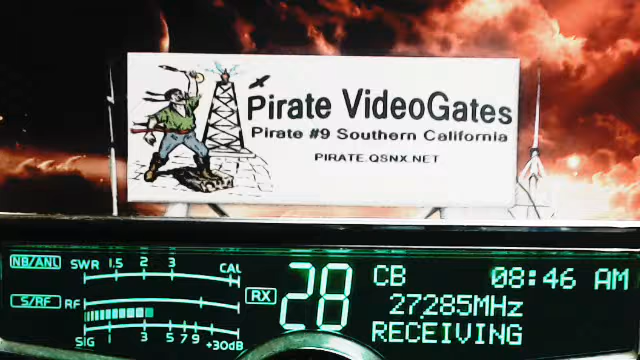 Pirate VideoGates
Pirate #9 Southern California
PIRATE.QSNX.NET
NB/ANL SWR 1.5 2 3 CAL
S/RF RF
SIG 1 3 5 7 9 +30dB
RX 28 CB 08:46 AM
27285MHz
RECEIVING